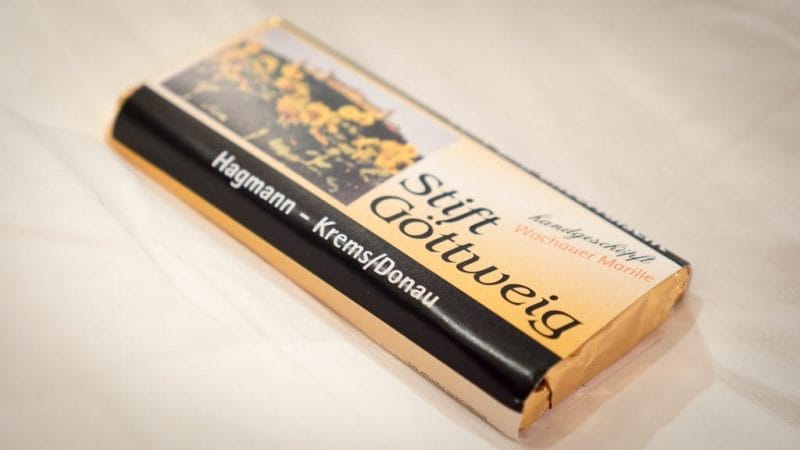 Stift
Göttweig
handgeschöpft
Wachauer Marille
Hagmann – Krems/Donau